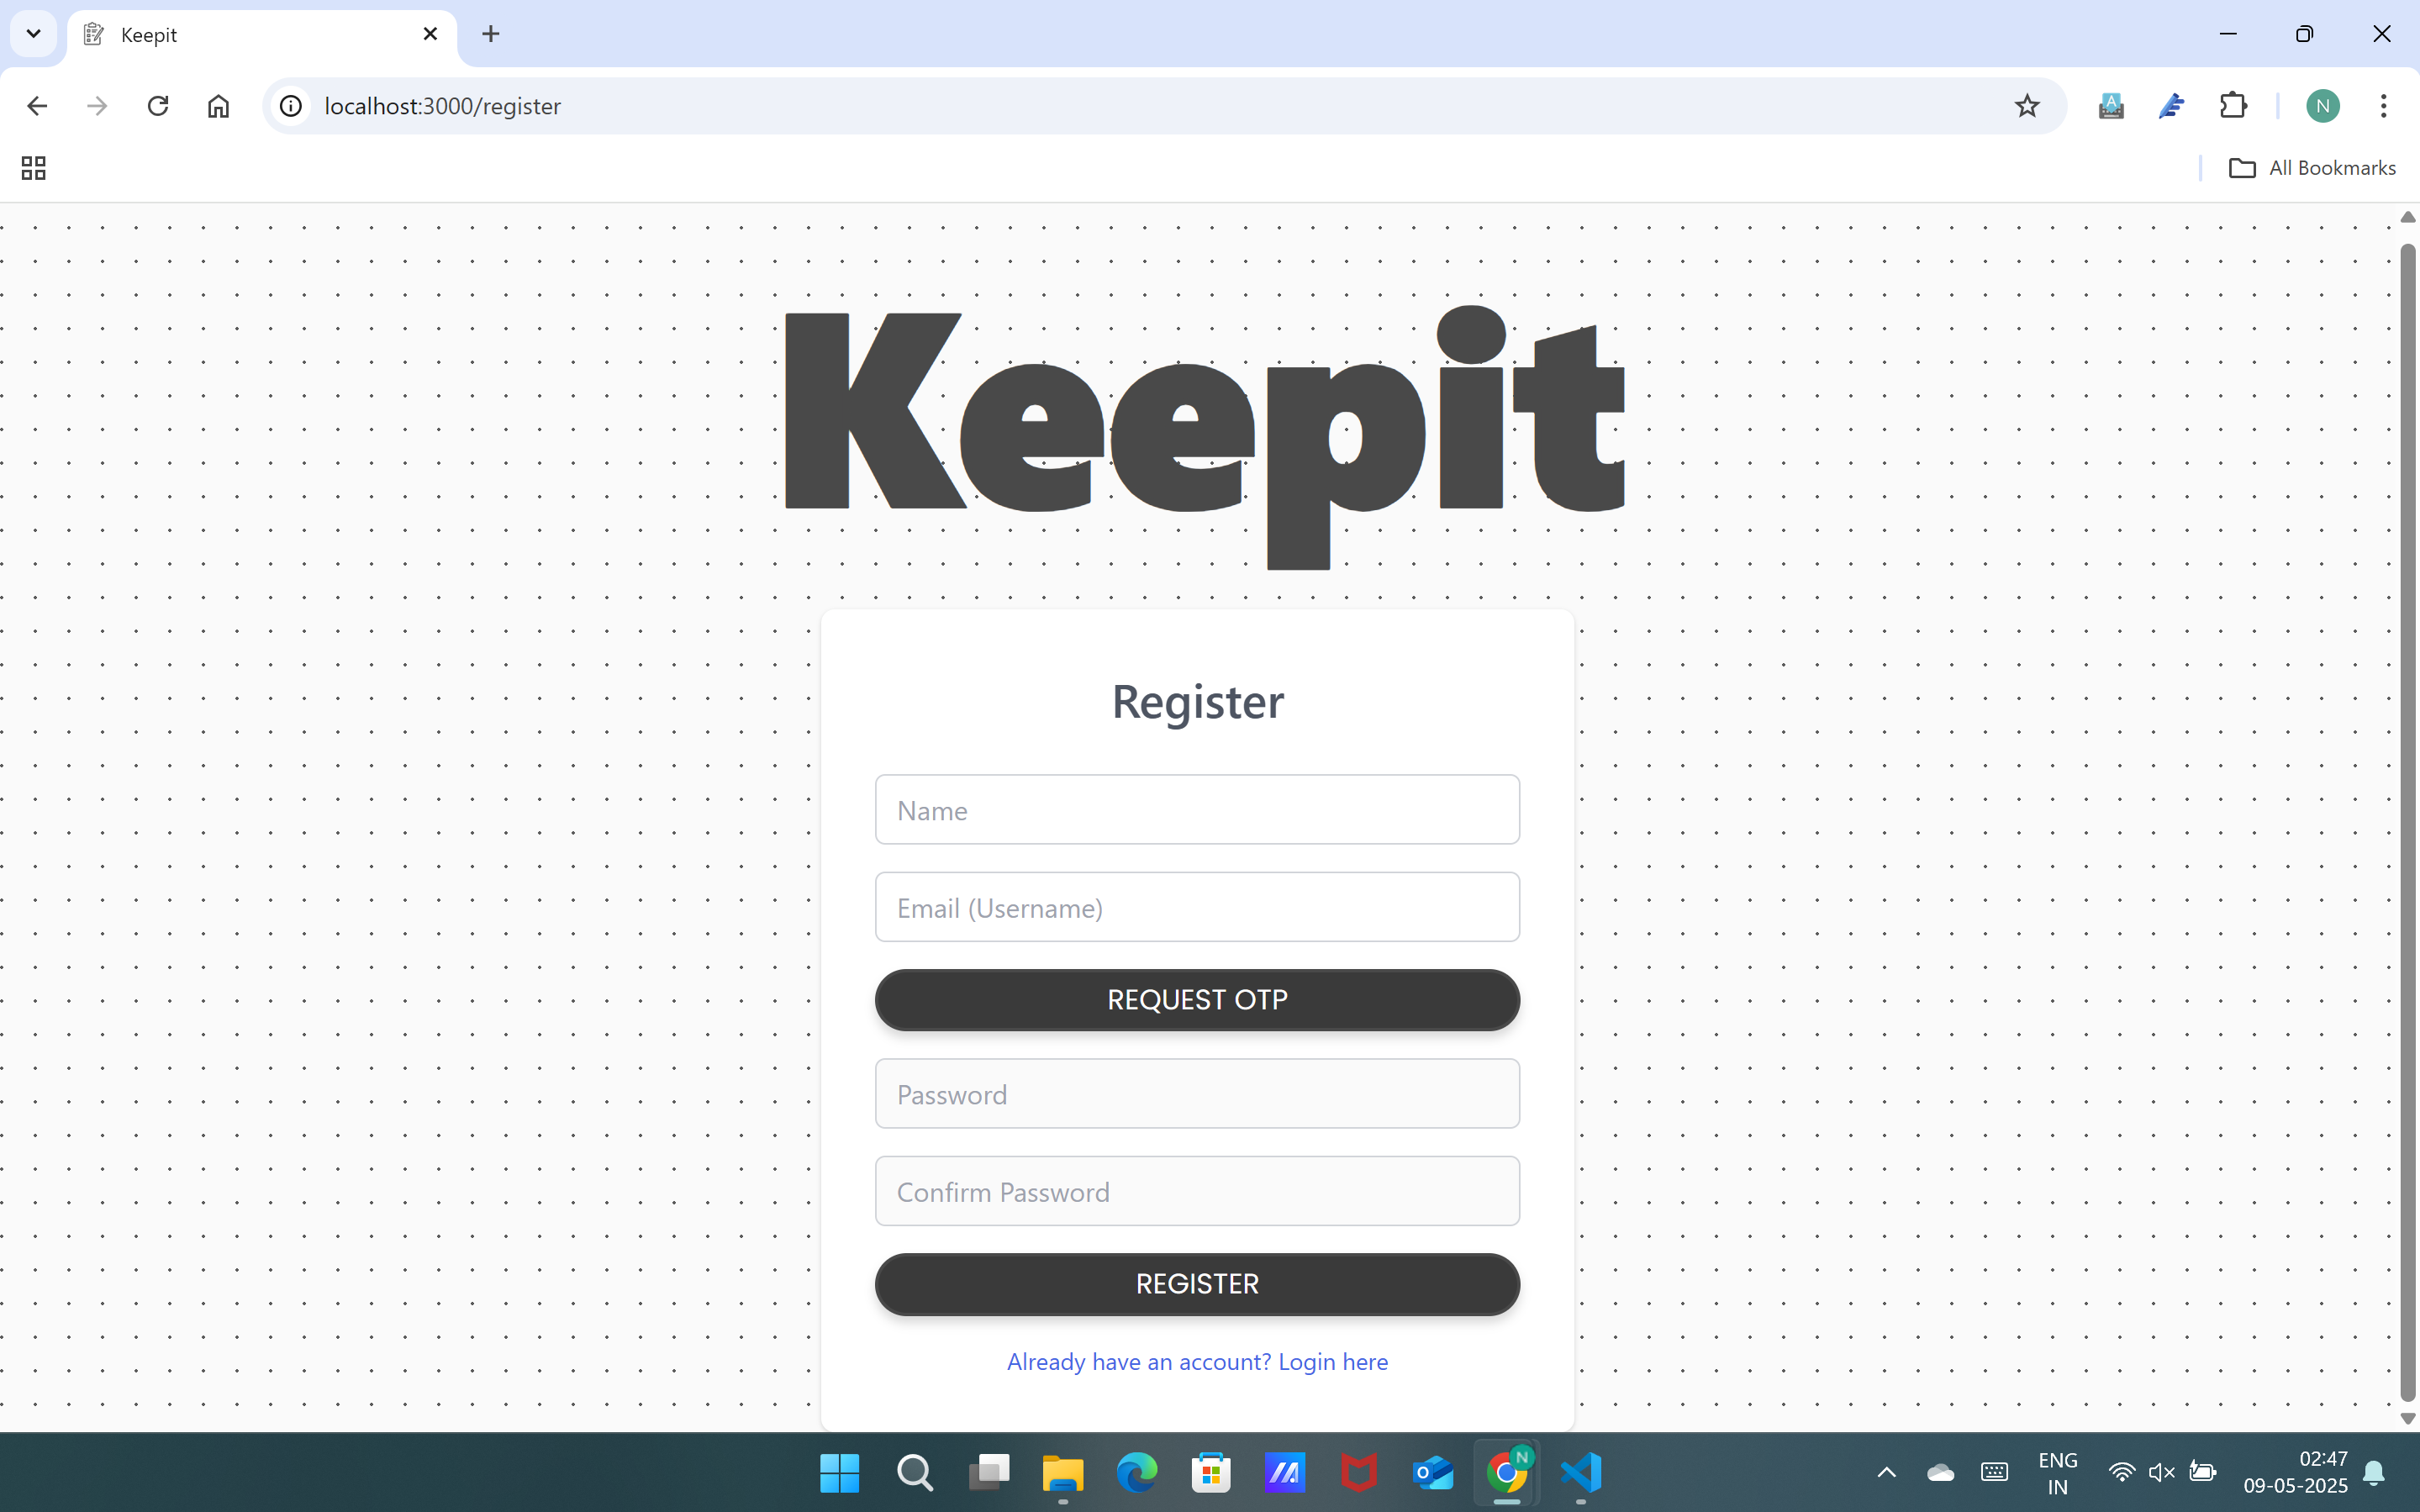 Keepit
localhost:3000/register
N
All Bookmarks
Keepit
Register
Name
Email (Username)
REQUEST OTP
Password
Confirm Password
REGISTER
Already have an account? Login here
N
ENG
IN
02:47
09-05-2025